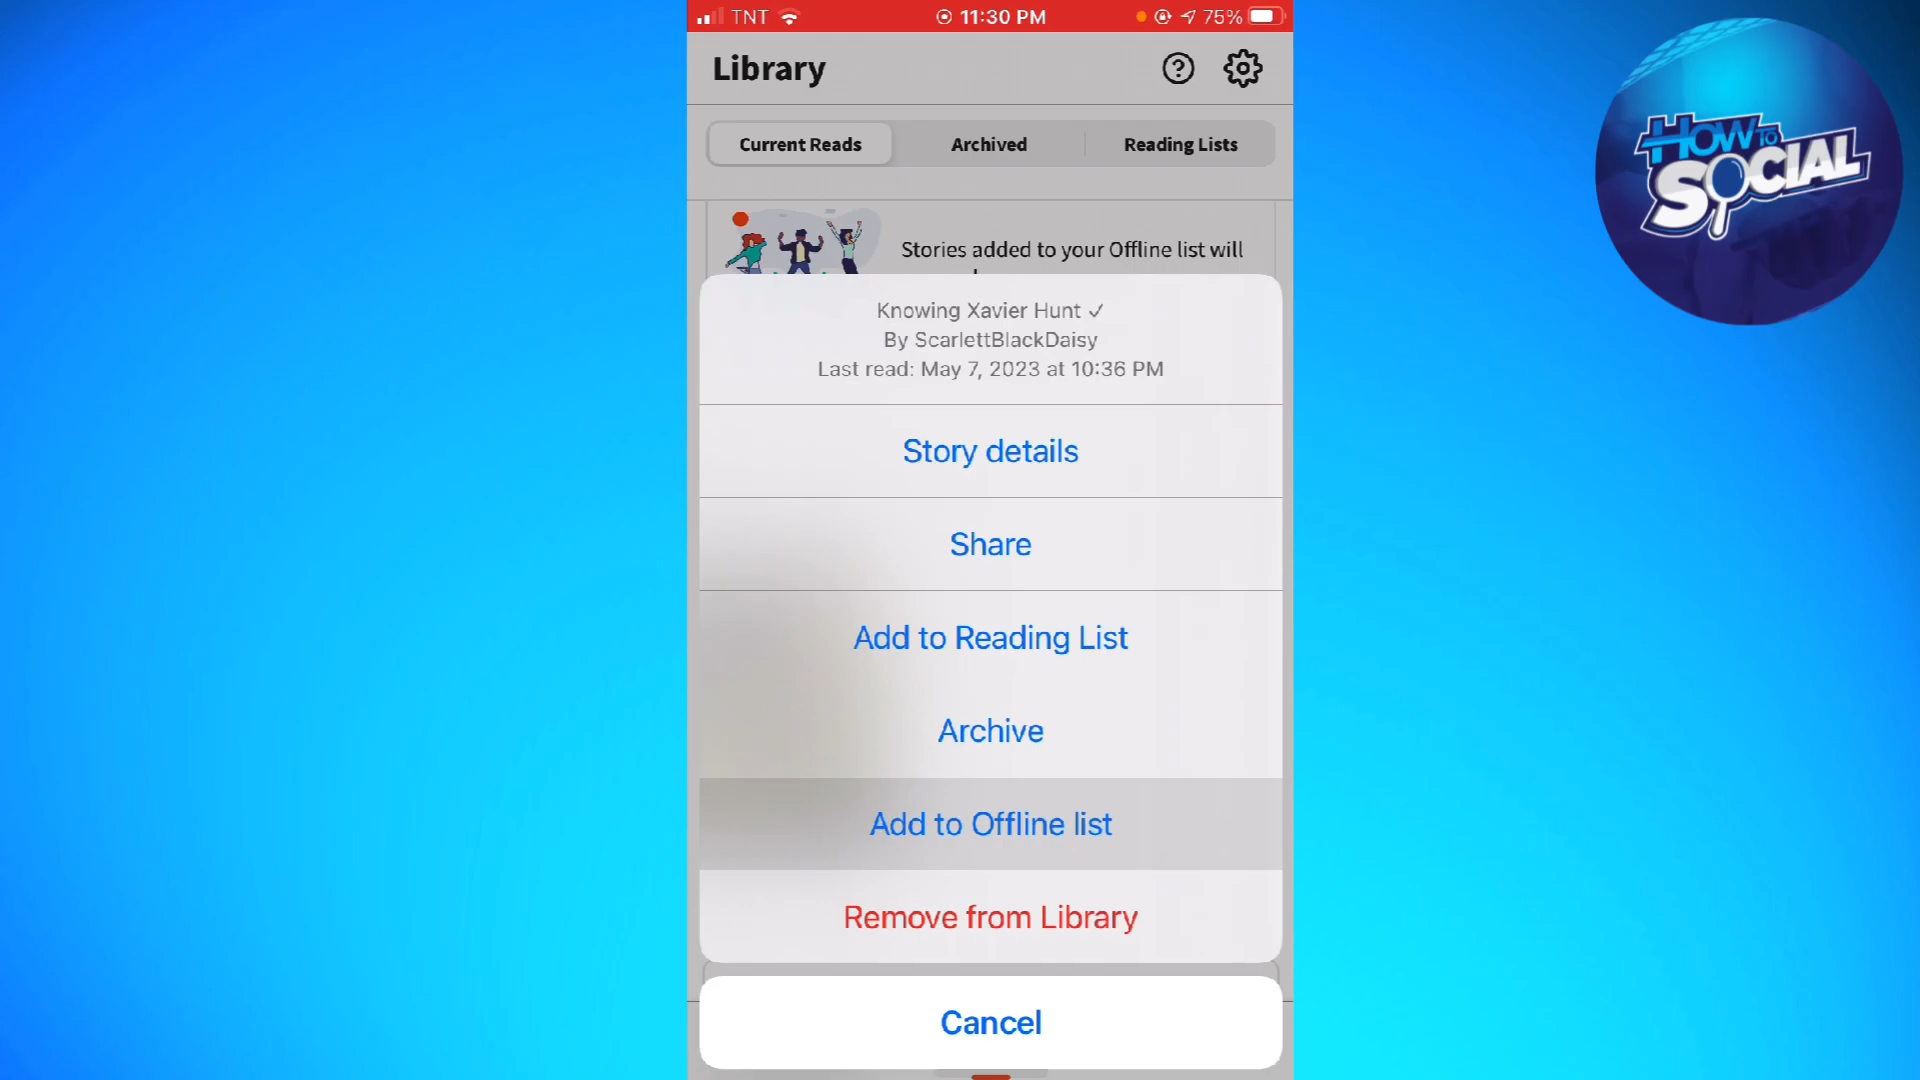 TNT
11:30 PM
75%
Library
Current Reads
Archived
Reading Lists
Stories added to your Offline list will
Knowing Xavier Hunt ✓
By ScarlettBlackDaisy
Last read: May 7, 2023 at 10:36 PM
Story details
Share
Add to Reading List
Archive
Add to Offline list
Remove from Library
Cancel
HOW TO
SOCIAL